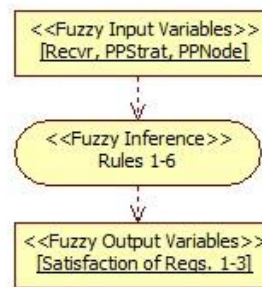 <<Fuzzy Input Variables>>
[Recvr, PPStrat, PPNode]
<<Fuzzy Inference>>
Rules 1-6
<<Fuzzy Output Variables>>
[Satisfaction of Reqs. 1-3]